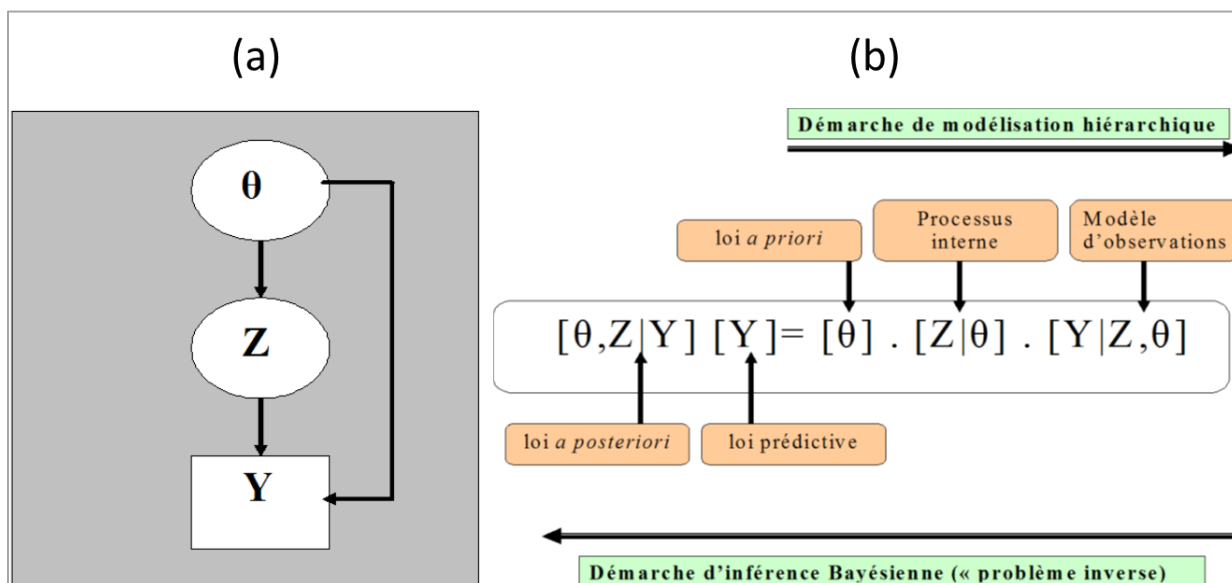 (a)
(b)
θ
Z
Y
Démarche de modélisation hiérarchique
loi a priori
Processus
interne
Modèle
d'observations
[θ,Z|Y] [Y]= [θ] . [Z|θ] . [Y|Z,θ]
loi a posteriori
loi prédictive
Démarche d'inférence Bayésienne (« problème inverse)